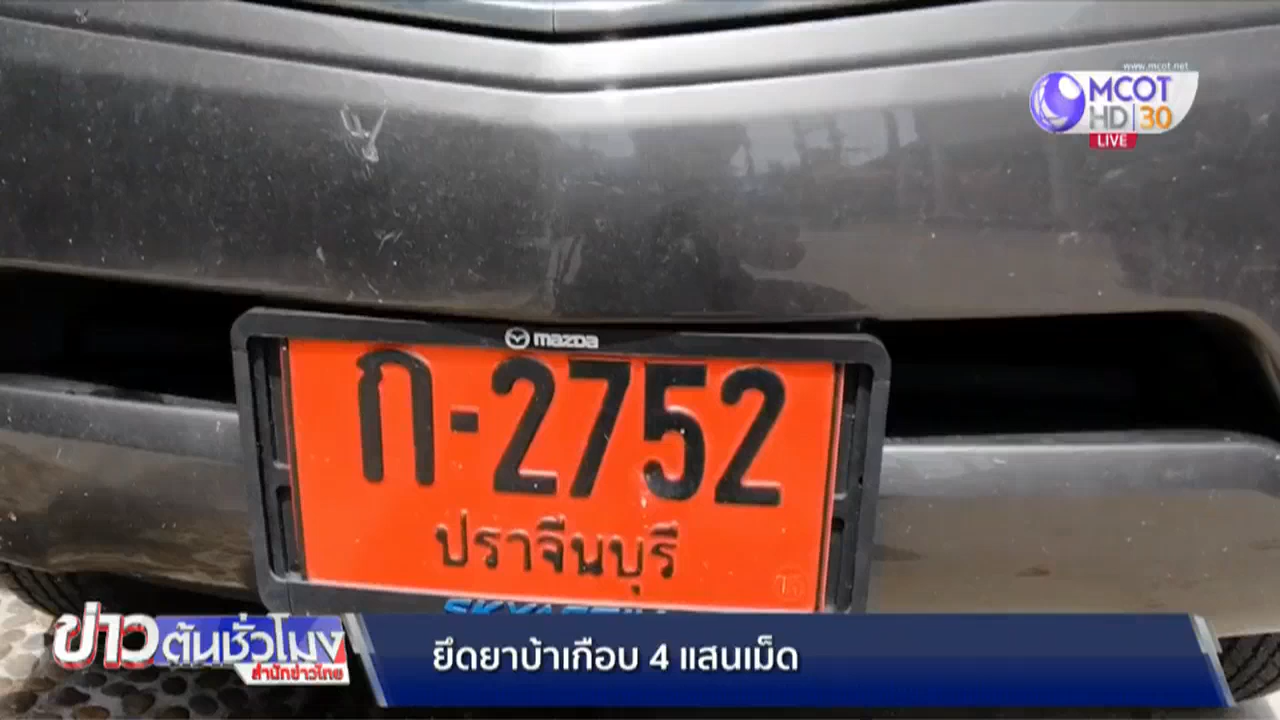 www.mcot.net
MCOT
HD 30
LIVE
mazda
ก-2752
ปราจีนบุรี
ข่าวต้นชั่วโมง
สำนักข่าวไทย
ยึดยาบ้าเกือบ 4 แสนเม็ด